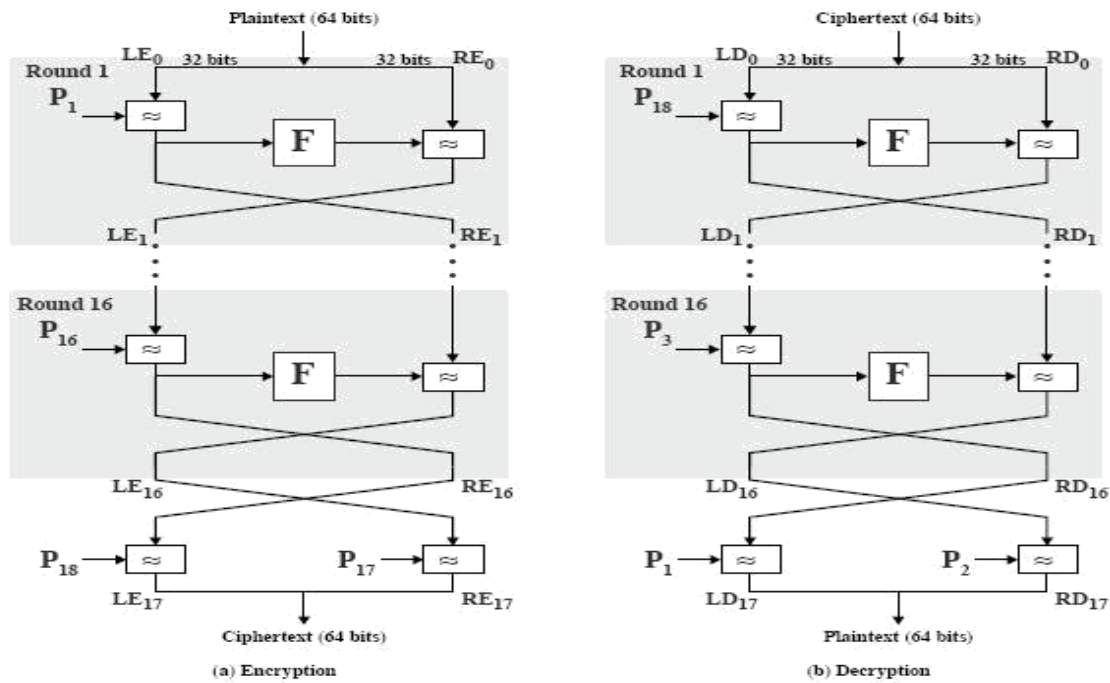 Plaintext (64 bits)
LE0 32 bits 32 bits RE0
Round 1
P1
≈
F
≈
LE1 RE1
Round 16
P16
≈
F
≈
LE16 RE16
P18 ≈ P17 ≈
LE17 RE17
Ciphertext (64 bits)
(a) Encryption
Ciphertext (64 bits)
LD0 32 bits 32 bits RD0
Round 1
P18
≈
F
≈
LD1 RD1
Round 16
P3
≈
F
≈
LD16 RD16
P1 ≈ P2 ≈
LD17 RD17
Plaintext (64 bits)
(b) Decryption